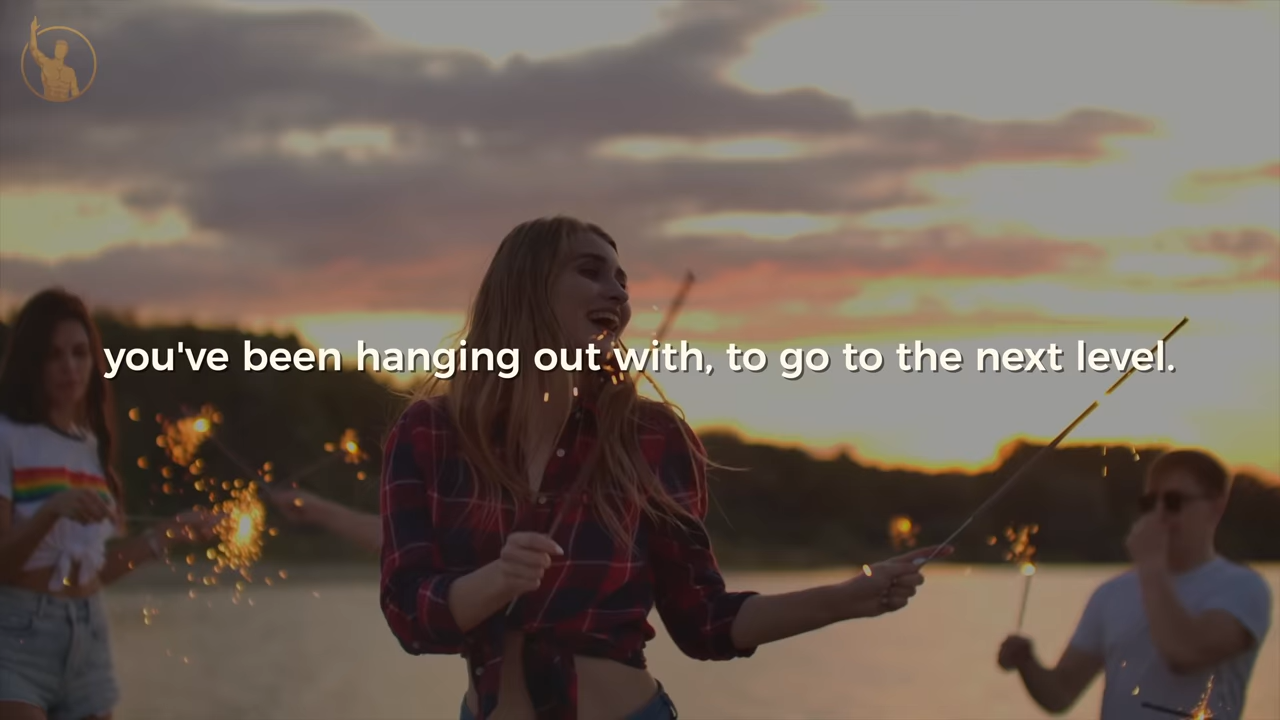 you've been hanging out with, to go to the next level.